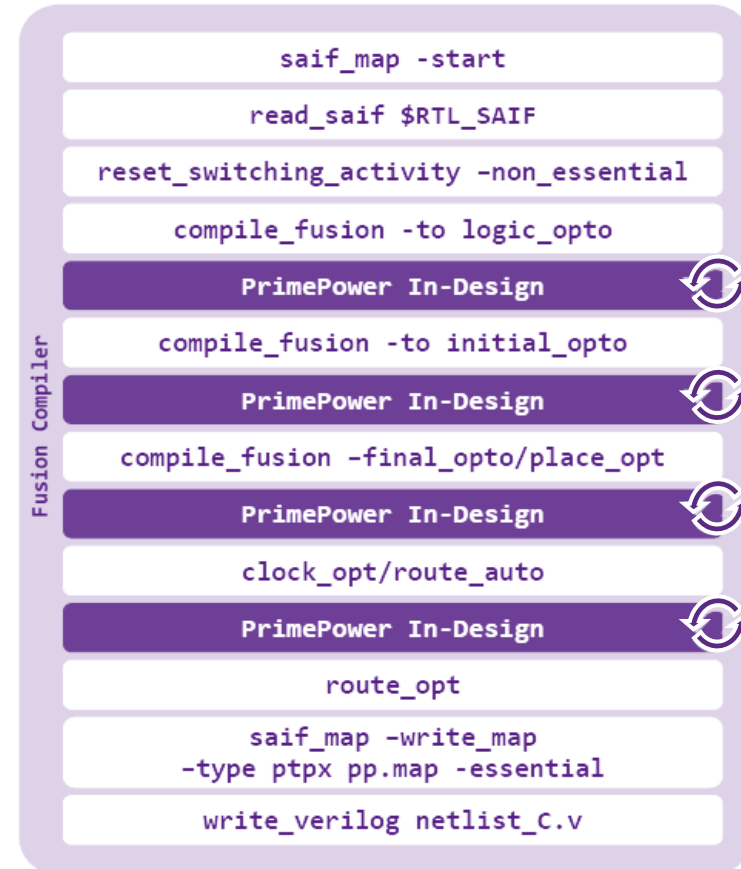 saif_map -start
read_saif $RTL_SAIF
reset_switching_activity –non_essential
compile_fusion -to logic_opto
PrimePower In-Design
compile_fusion -to initial_opto
PrimePower In-Design
compile_fusion –final_opto/place_opt
PrimePower In-Design
clock_opt/route_auto
PrimePower In-Design
route_opt
saif_map –write_map
–type ptpx pp.map -essential
write_verilog netlist_C.v
Fusion Compiler